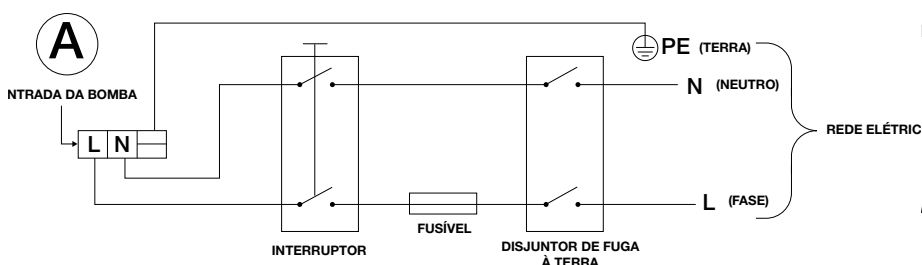 A
NTRADA DA BOMBA
L N
PE (TERRA)
N (NEUTRO)
REDE ELÉTRIC
L (FASE)
FUSÍVEL
INTERRUPTOR
DISJUNTOR DE FUGA
À TERRA